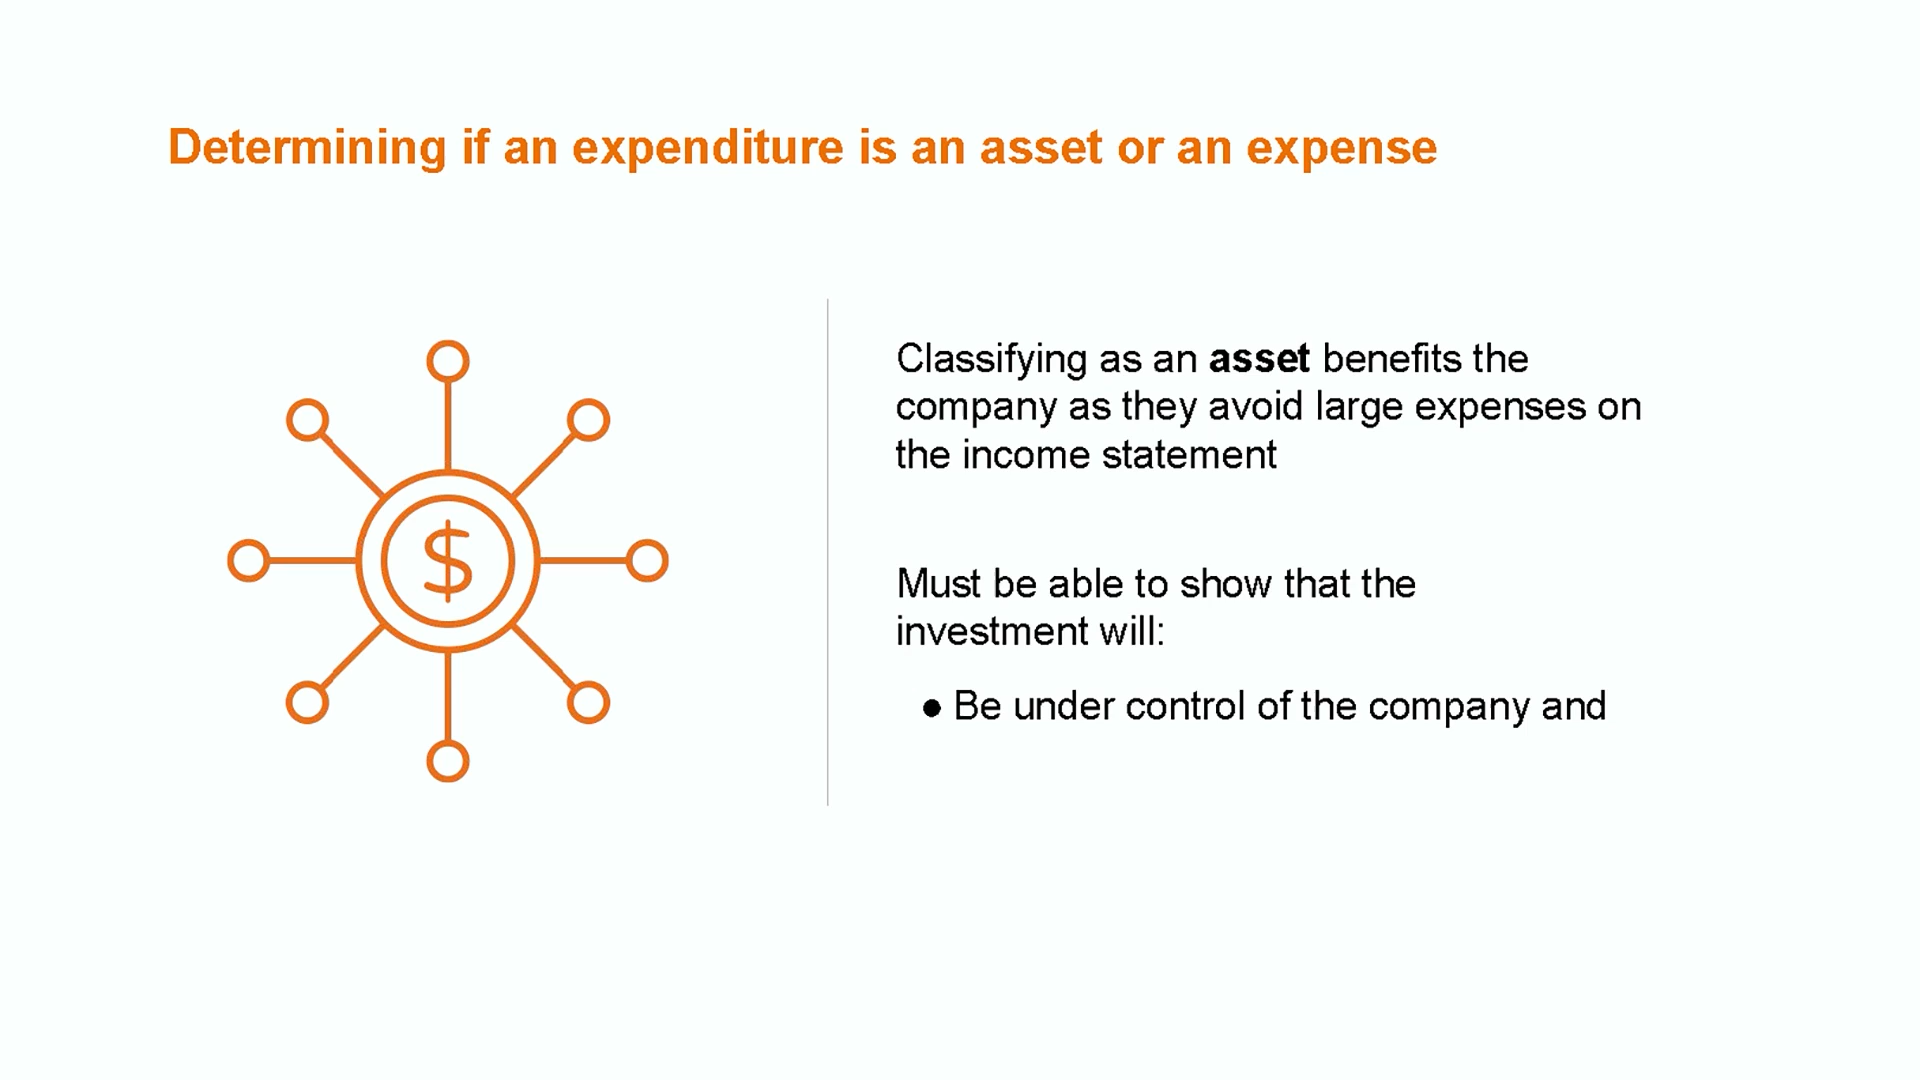 Determining if an expenditure is an asset or an expense
$
Classifying as an asset benefits the
company as they avoid large expenses on
the income statement
Must be able to show that the
investment will:
● Be under control of the company and